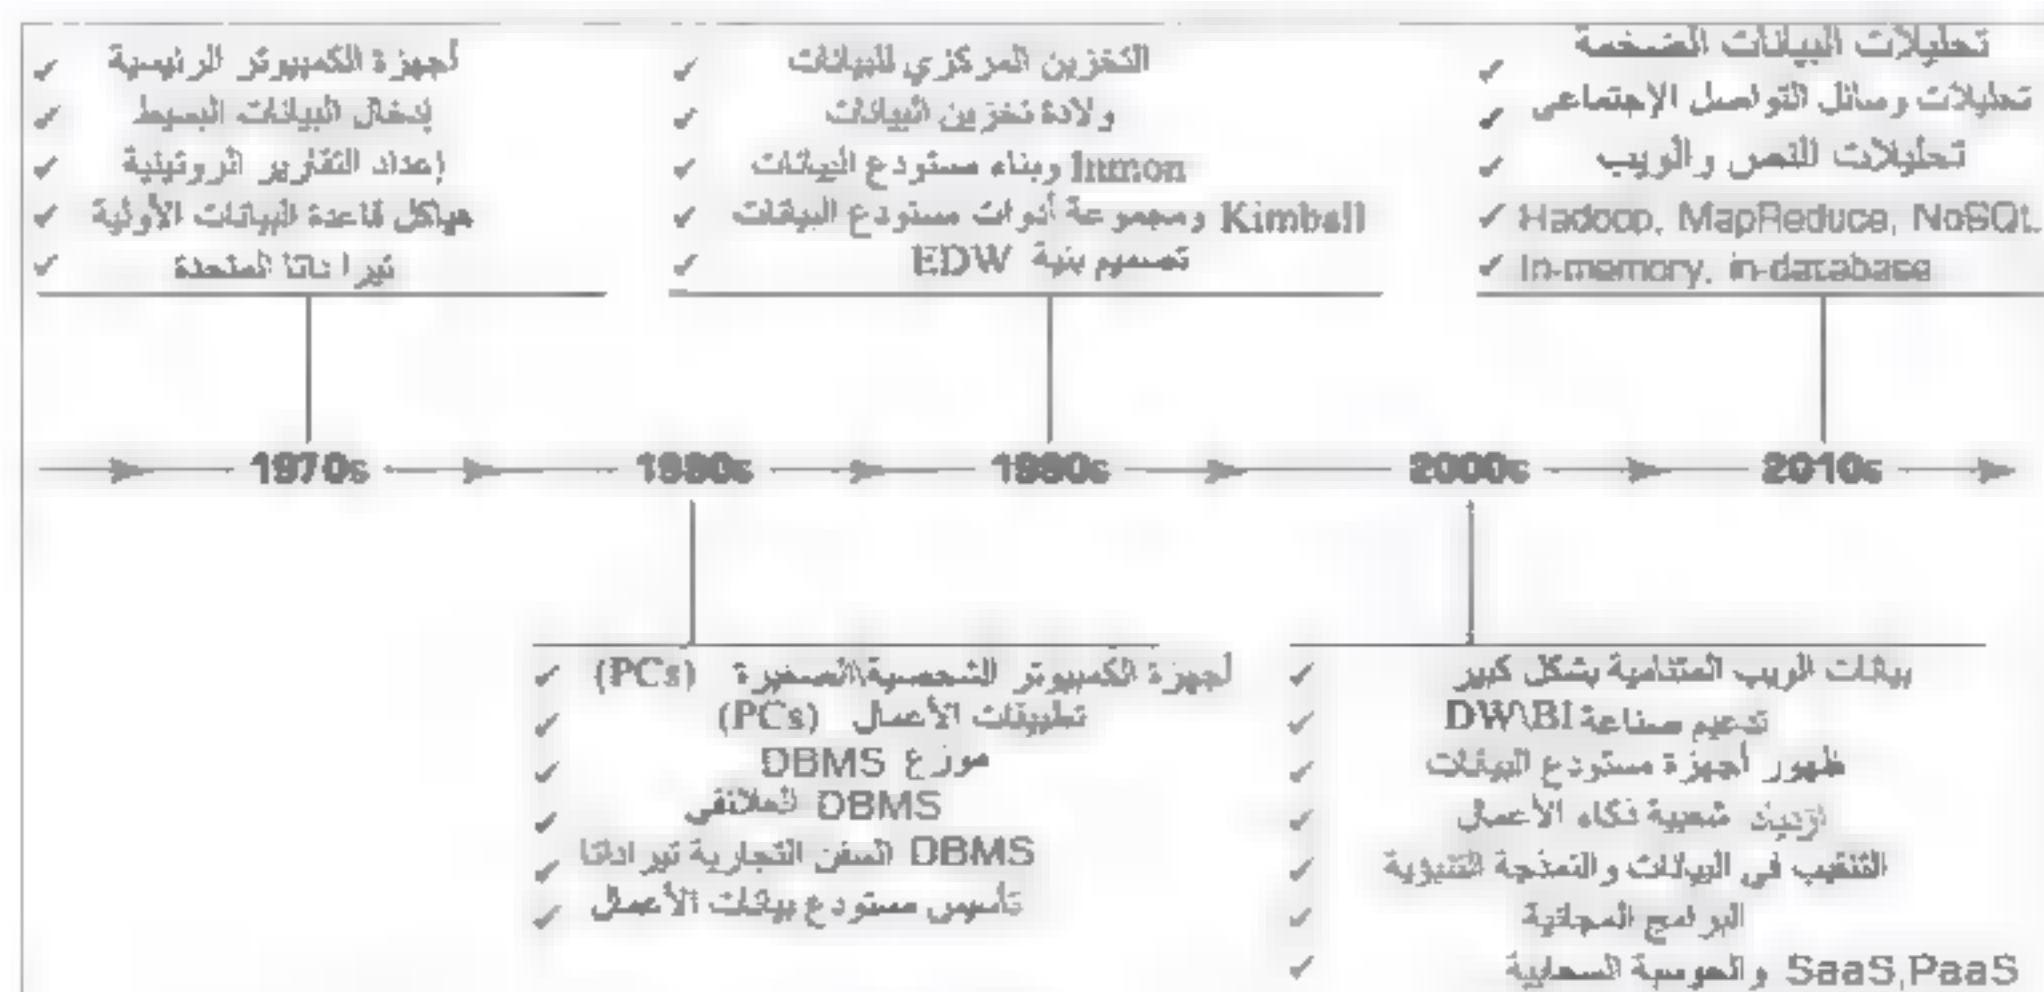 أجهزة الكمبيوتر الرئيسية
إدخال البيانات البسيط
إعداد التقارير الروتينية
هياكل قاعدة البيانات الأولية
تيرا داتا المتحدة
التخزين المركزي للبيانات
ولادة تخزين البيانات
Inmon وبناء مستودع البيانات
Kimball ومجموعة أدوات مستودع البيانات
تصميم بنية EDW
تحليلات البيانات الضخمة
تحليلات وسائل التواصل الإجتماعى
تحليلات للنص والويب
Hadoop, MapReduce, NoSQL
In-memory, in-database
1970s
1980s
1990s
2000s
2010s
أجهزة الكمبيوتر الشخصية\الصغيرة (PCs)
تطبيقات الأعمال (PCs)
موزع DBMS
DBMS العلائقى
DBMS السفن التجارية تيراداتا
تأسيس مستودع بيانات الأعمال
بيانات الويب المتنامية بشكل كبير
تدعيم صناعة DW\BI
ظهور أجهزة مستودع البيانات
ازدياد شعبية ذكاء الأعمال
التنقيب فى البيانات والنمذجة التنبؤية
البرامج المجانية
SaaS,PaaS والحوسبة السحابية